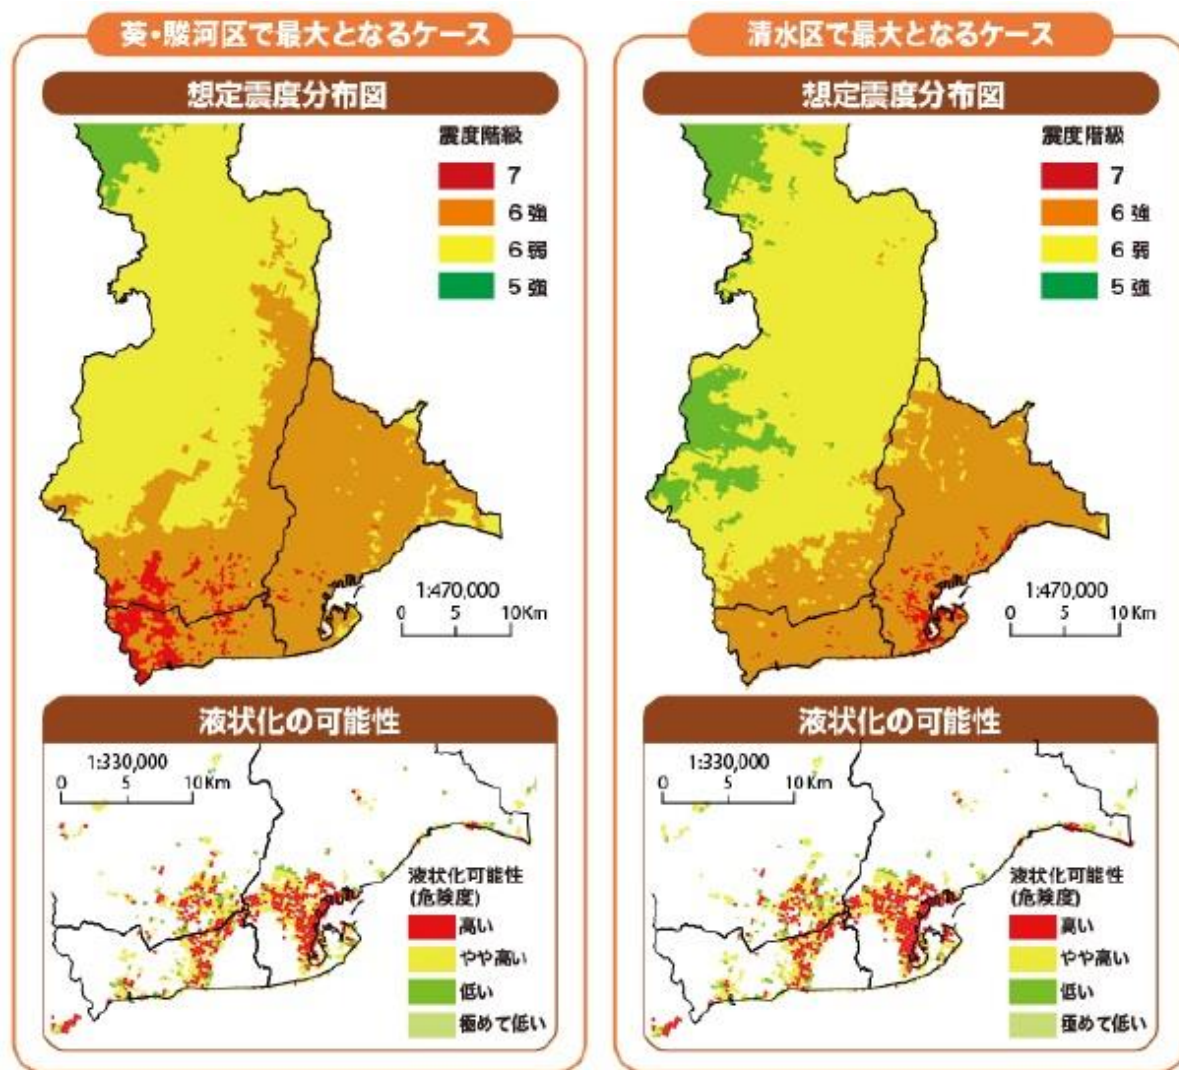 葵・駿河区で最大となるケース
想定震度分布図
震度階級
7
6強
6弱
5強
1:470,000
0 5 10Km
液状化の可能性
1:330,000
0 5 10Km
液状化可能性
(危険度)
高い
やや高い
低い
極めて低い
清水区で最大となるケース
想定震度分布図
震度階級
7
6強
6弱
5強
1:470,000
0 5 10Km
液状化の可能性
1:330,000
0 5 10Km
液状化可能性
(危険度)
高い
やや高い
低い
極めて低い